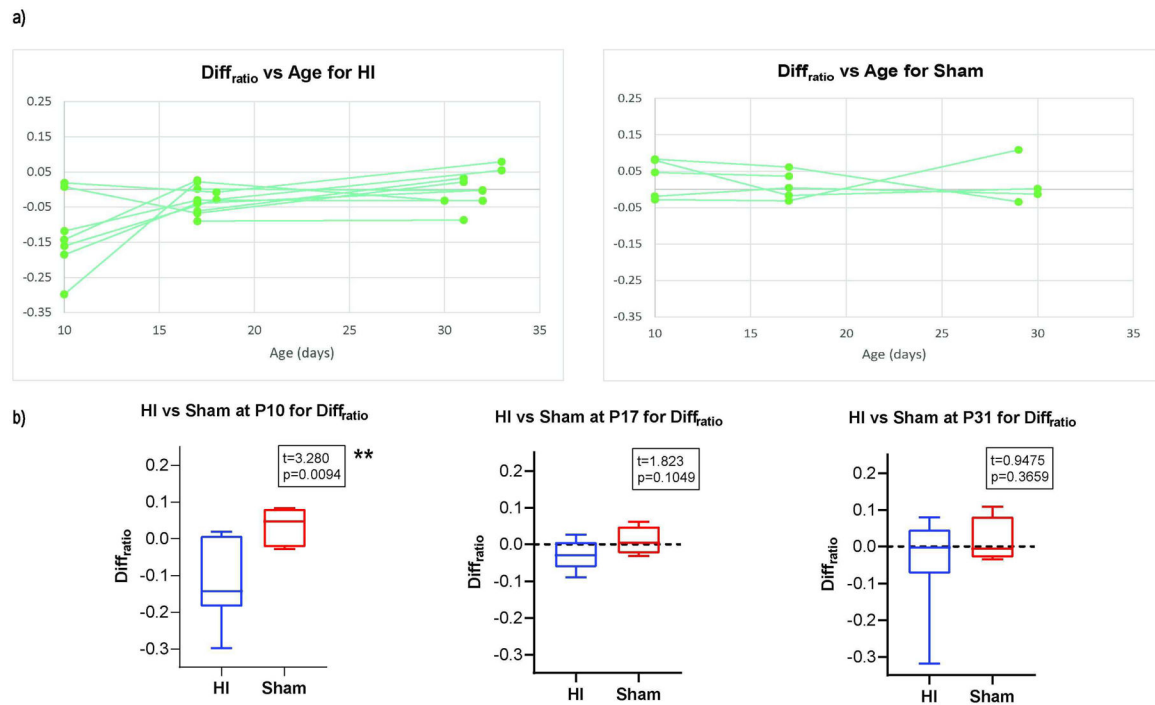 a)
Diffratio vs Age for HI
0.25
0.15
0.05
-0.05
-0.15
-0.25
-0.35
10 15 20 25 30 35
Age (days)
Diffratio vs Age for Sham
0.25
0.15
0.05
-0.05
-0.15
-0.25
-0.35
10 15 20 25 30 35
Age (days)
b)
HI vs Sham at P10 for Diffratio
t=3.280
p=0.0094
**
Diffratio
0.2
0.1
0.0
-0.1
-0.2
-0.3
HI Sham
HI vs Sham at P17 for Diffratio
t=1.823
p=0.1049
Diffratio
0.2
0.1
0.0
-0.1
-0.2
-0.3
HI Sham
HI vs Sham at P31 for Diffratio
t=0.9475
p=0.3659
Diffratio
0.2
0.1
0.0
-0.1
-0.2
-0.3
HI Sham